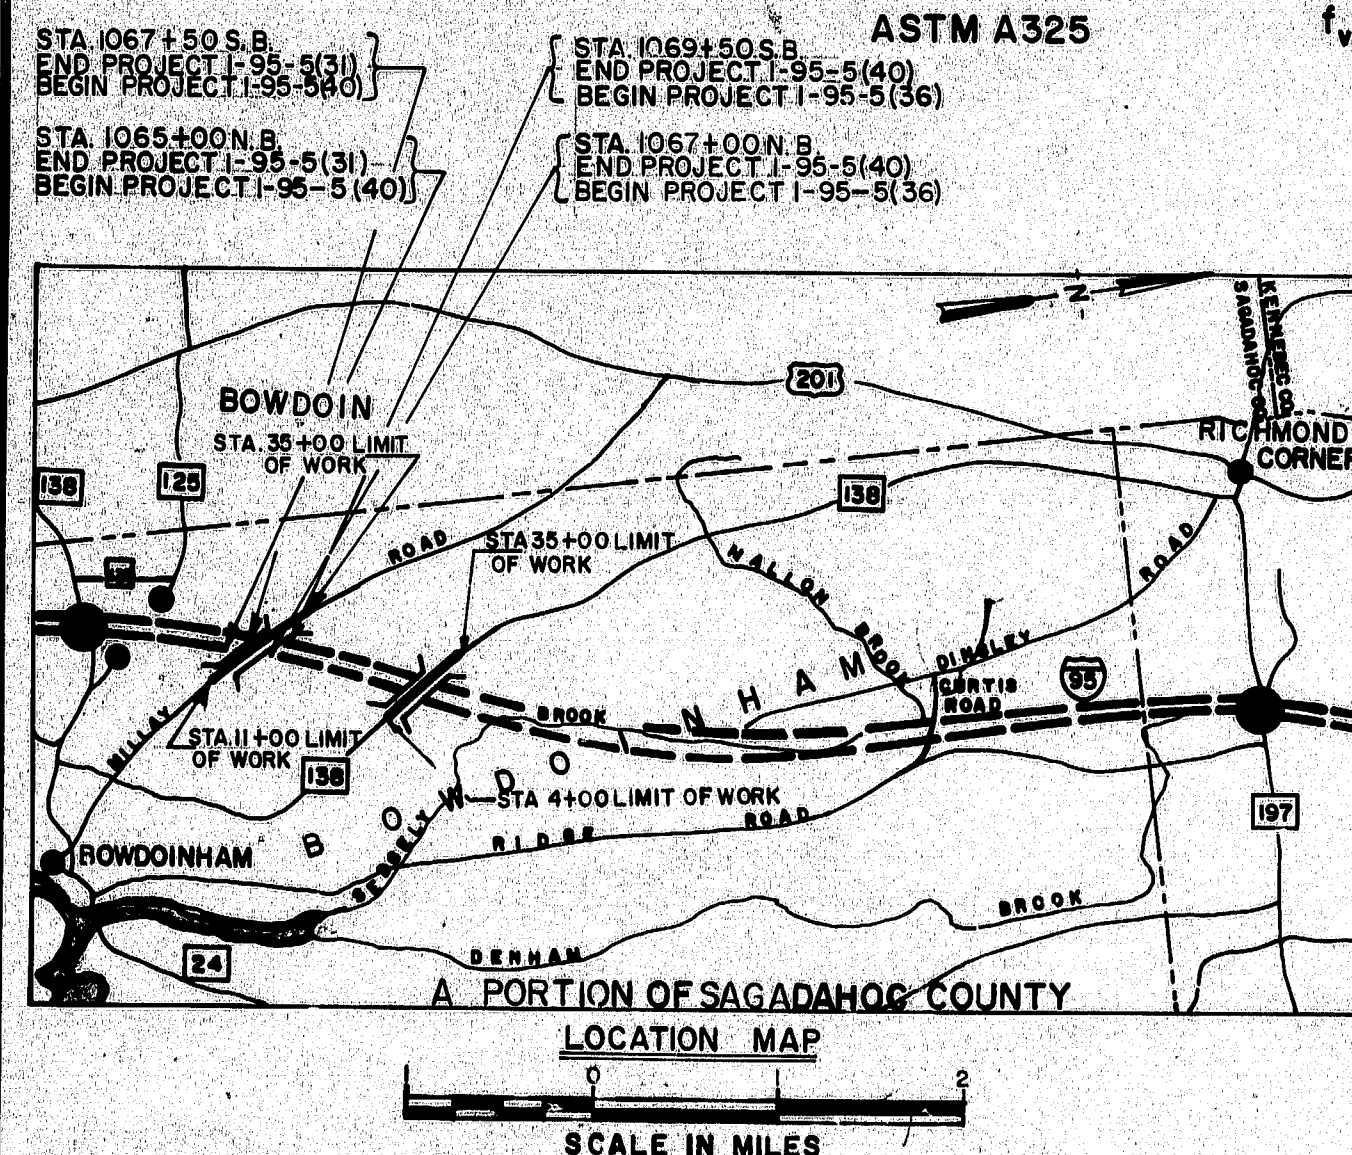 ASTM A325
fv
STA. 1067+50 S.B.
END PROJECT I-95-5(31)
BEGIN PROJECT I-95-5(40)
STA. 1069+50 S.B.
END PROJECT I-95-5(40)
BEGIN PROJECT I-95-5(36)
STA. 1065+00 N.B.
END PROJECT I-95-5(31)
BEGIN PROJECT I-95-5(40)
STA. 1067+00 N.B.
END PROJECT I-95-5(40)
BEGIN PROJECT I-95-5(36)
N
KENNEBEC CO.
SAGADAHOC CO.
201
BOWDOIN
STA. 35+00 LIMIT
OF WORK
RICHMOND
CORNER
138
125
138
ROAD
STA 35+00 LIMIT
OF WORK
MALLON
BROOK
ROAD
DINGLEY
CURTIS
ROAD
95
BROOK
BOWDOINHAM
MILLAY
STA. 11+00 LIMIT
OF WORK
138
STA 4+00 LIMIT OF WORK
197
RIDGE ROAD
BOWDOINHAM
BROOK
DENHAM
24
A PORTION OF SAGADAHOC COUNTY
LOCATION MAP
1 0 1 2
SCALE IN MILES